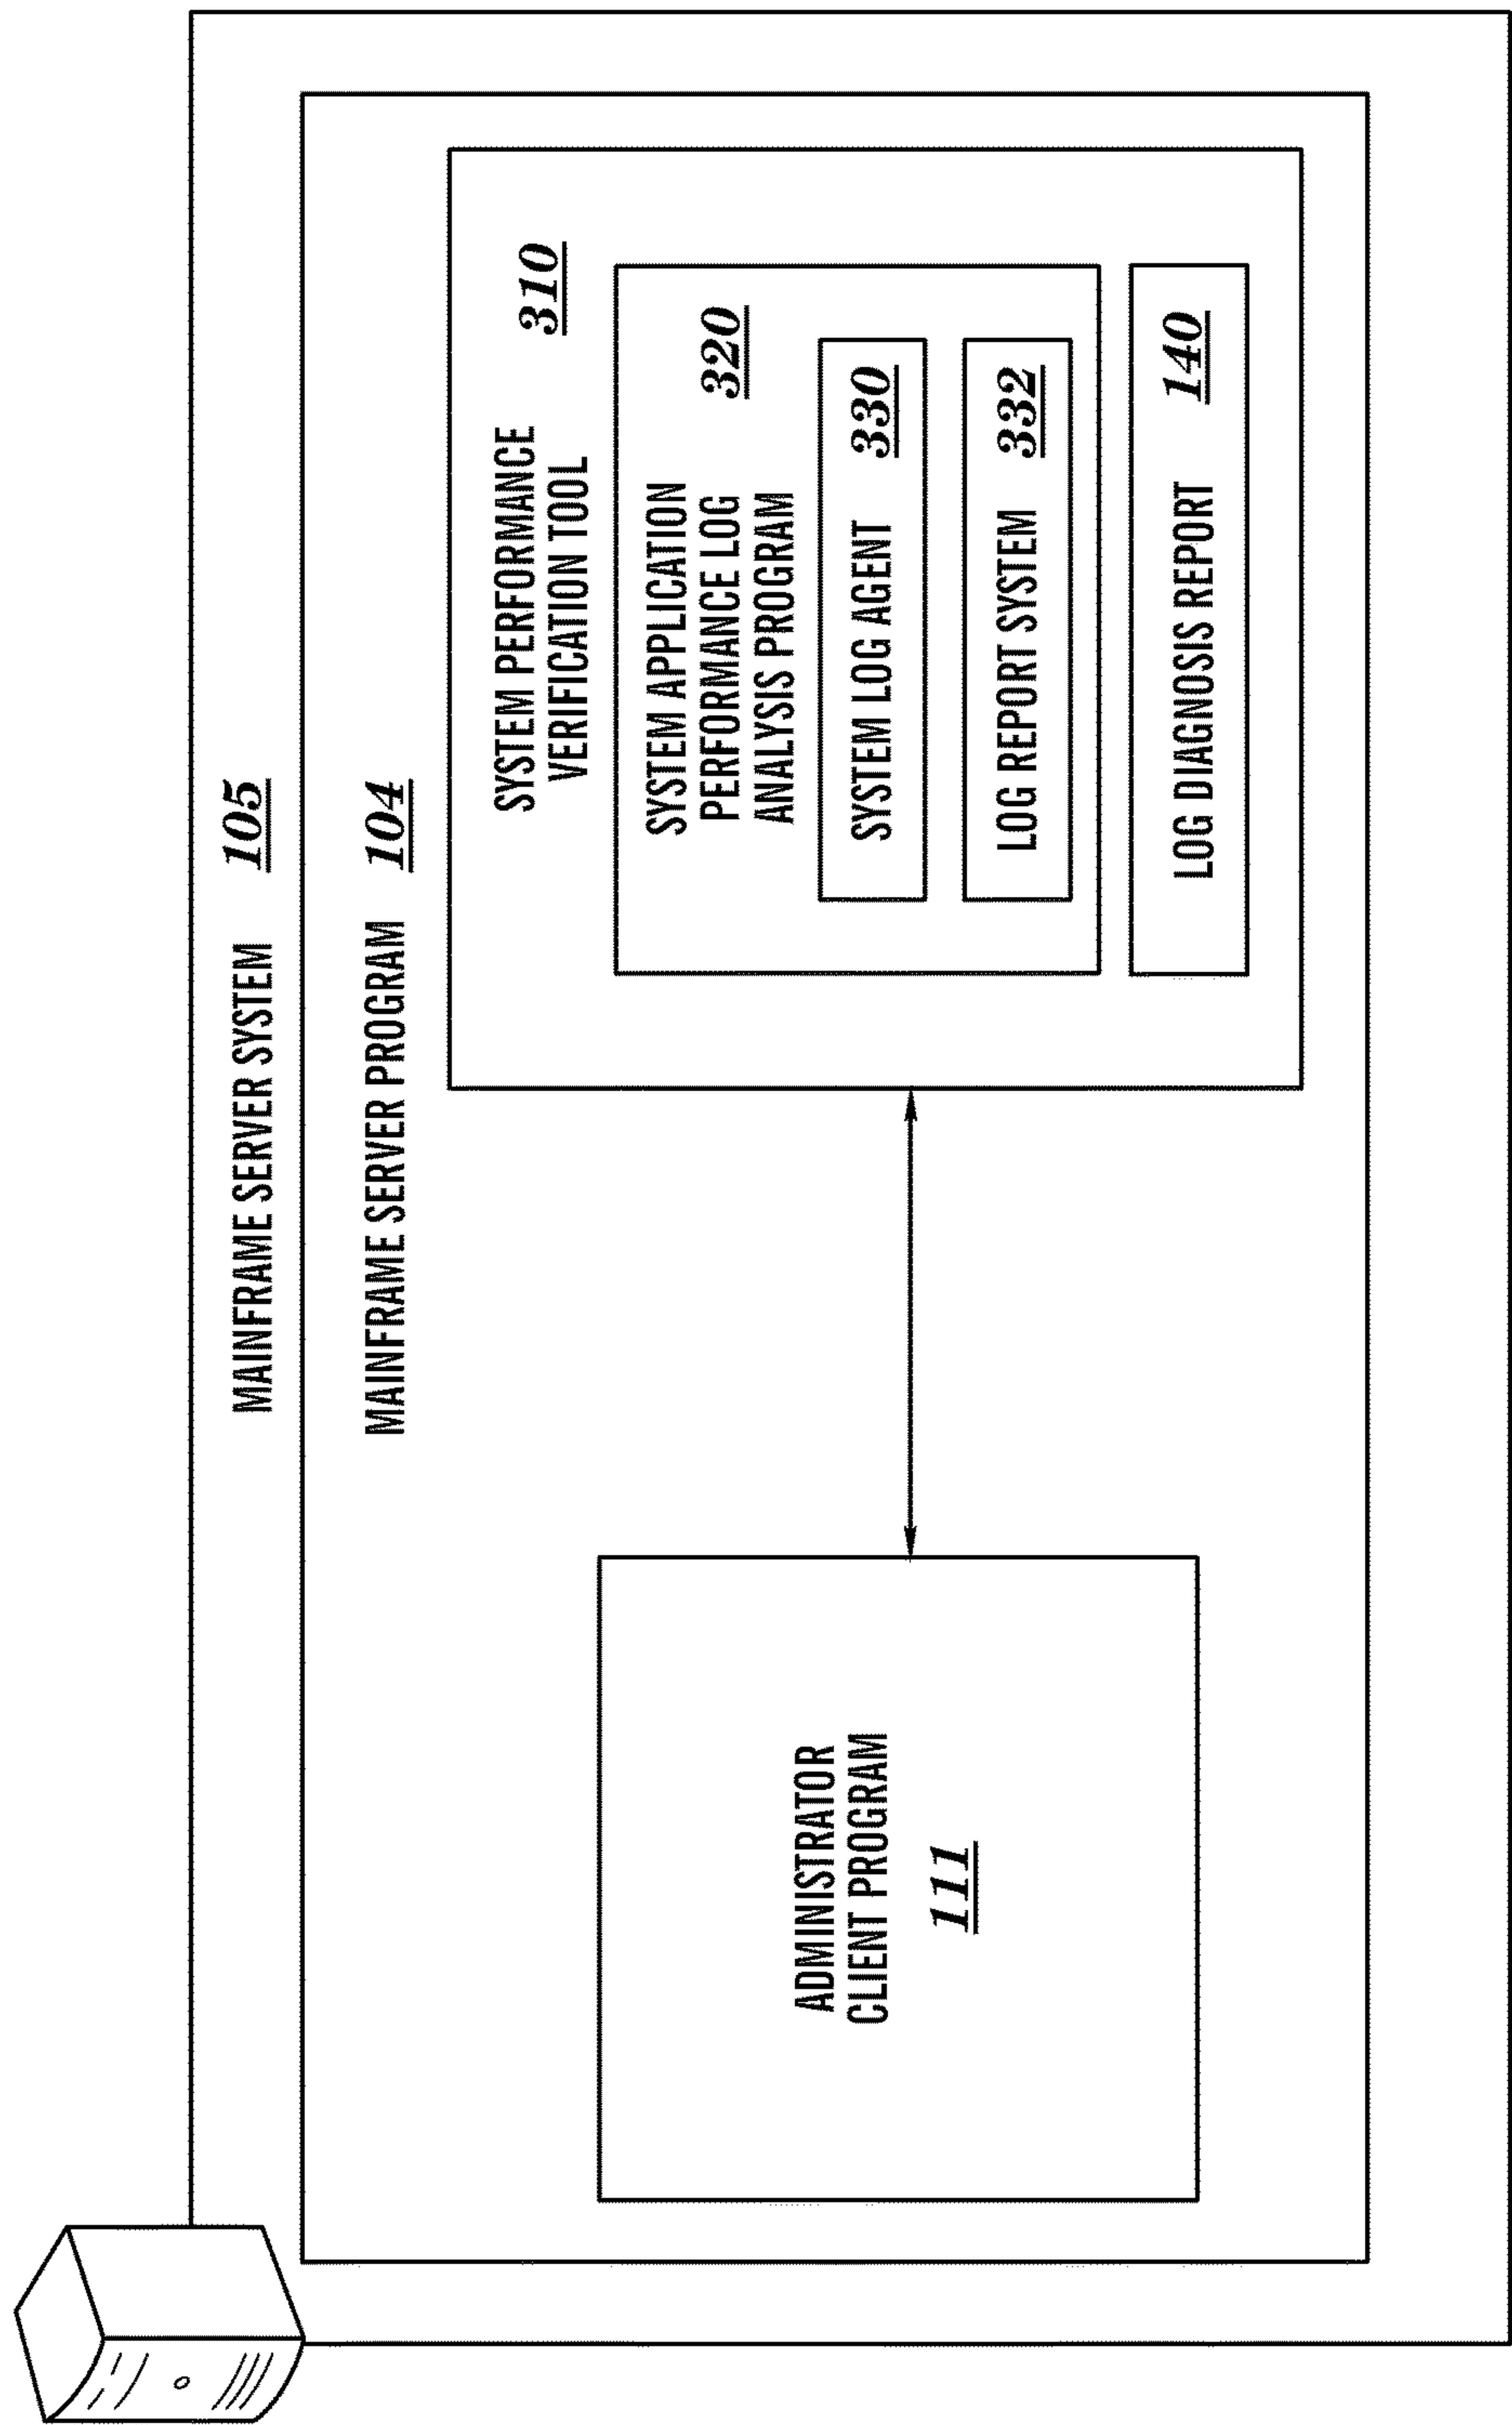 MAINFRAME SERVER SYSTEM 105
MAINFRAME SERVER PROGRAM 104
ADMINISTRATOR
CLIENT PROGRAM
111
SYSTEM PERFORMANCE
VERIFICATION TOOL
310
SYSTEM APPLICATION
PERFORMANCE LOG
ANALYSIS PROGRAM
320
SYSTEM LOG AGENT 330
LOG REPORT SYSTEM 332
LOG DIAGNOSIS REPORT 140